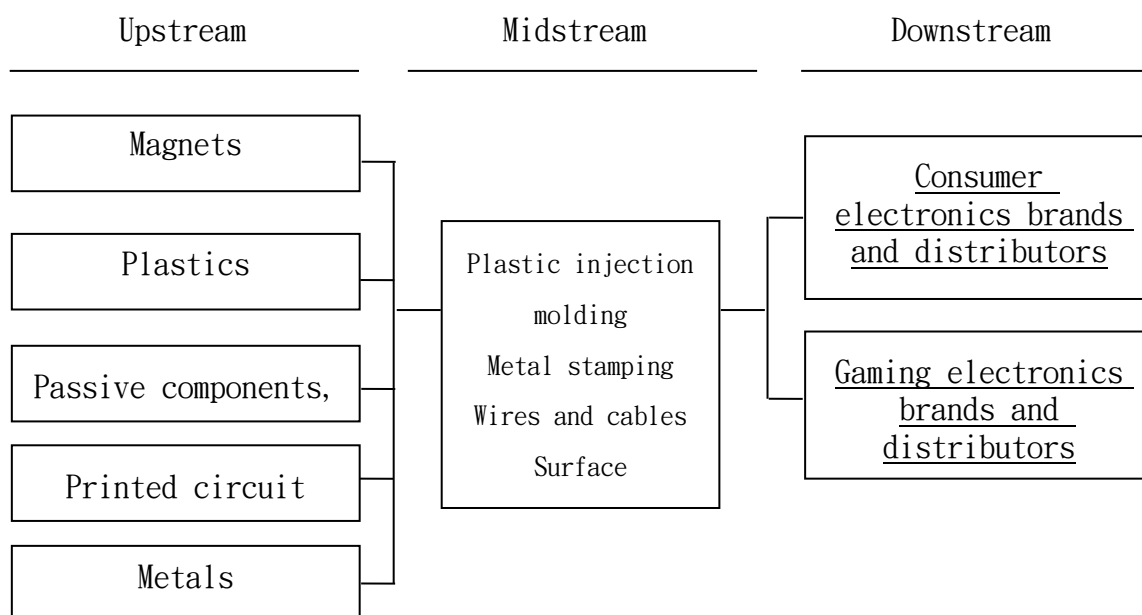 Upstream
Midstream
Downstream
Magnets
Plastics
Passive components,
Printed circuit
Metals
Plastic injection
molding
Metal stamping
Wires and cables
Surface
Consumer
electronics brands
and distributors
Gaming electronics
brands and
distributors